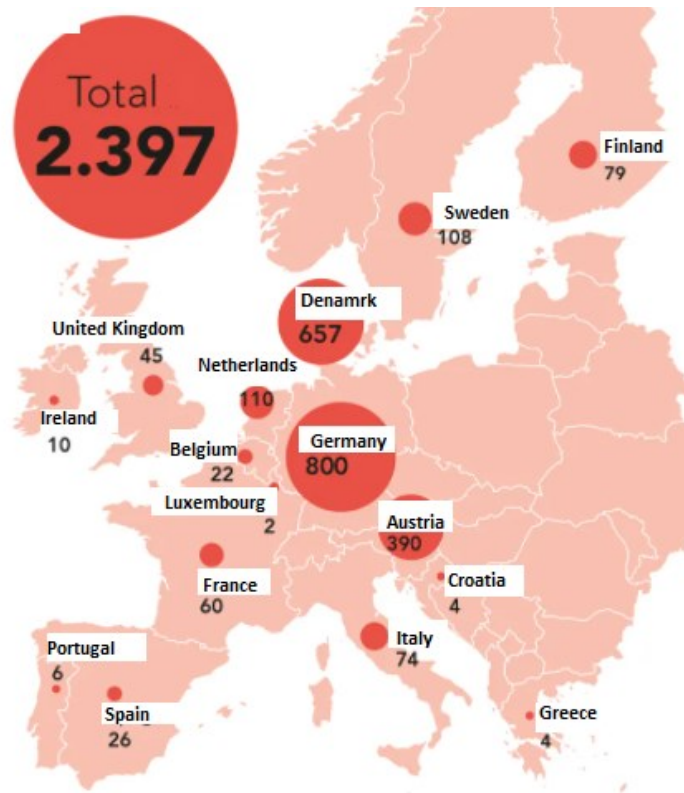 Total
2.397
Finland
79
Sweden
108
Denamrk
657
United Kingdom
45
Netherlands
110
Ireland
10
Germany
800
Belgium
22
Luxembourg
2
Austria
390
France
60
Croatia
4
Italy
74
Portugal
6
Spain
26
Greece
4